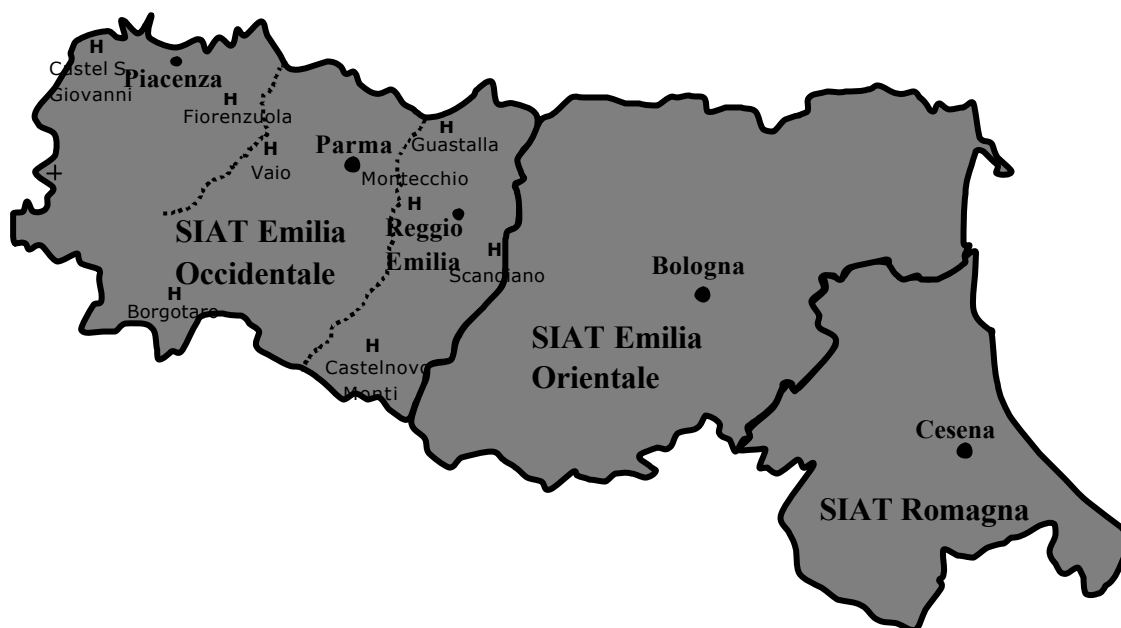 H
Castel S.
Giovanni
Piacenza
H
Fiorenzuola
H
Vaio
Parma
H
Guastalla
Montecchio
H
Reggio
Emilia
H
Scandiano
SIAT Emilia
Occidentale
H
Borgotaro
H
Castelnovo
Monti
Bologna
SIAT Emilia
Orientale
Cesena
SIAT Romagna